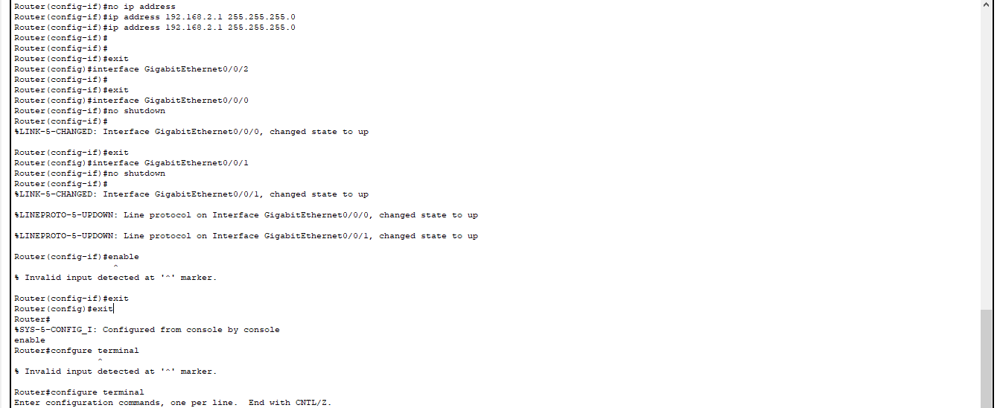 Router(config-if)#no ip address
Router(config-if)#ip address 192.168.2.1 255.255.255.0
Router(config-if)#ip address 192.168.2.1 255.255.255.0
Router(config-if)#
Router(config-if)#
Router(config-if)#exit
Router(config)#interface GigabitEthernet0/0/2
Router(config-if)#
Router(config-if)#exit
Router(config)#interface GigabitEthernet0/0/0
Router(config-if)#no shutdown
Router(config-if)#
%LINK-5-CHANGED: Interface GigabitEthernet0/0/0, changed state to up
Router(config-if)#exit
Router(config)#interface GigabitEthernet0/0/1
Router(config-if)#no shutdown
Router(config-if)#
%LINK-5-CHANGED: Interface GigabitEthernet0/0/1, changed state to up
%LINEPROTO-5-UPDOWN: Line protocol on Interface GigabitEthernet0/0/0, changed state to up
%LINEPROTO-5-UPDOWN: Line protocol on Interface GigabitEthernet0/0/1, changed state to up
Router(config-if)#enable
^
% Invalid input detected at '^' marker.
Router(config-if)#exit
Router(config)#exit
Router#
%SYS-5-CONFIG_I: Configured from console by console
enable
Router#confgure terminal
^
% Invalid input detected at '^' marker.
Router#configure terminal
Enter configuration commands, one per line.  End with CNTL/Z.